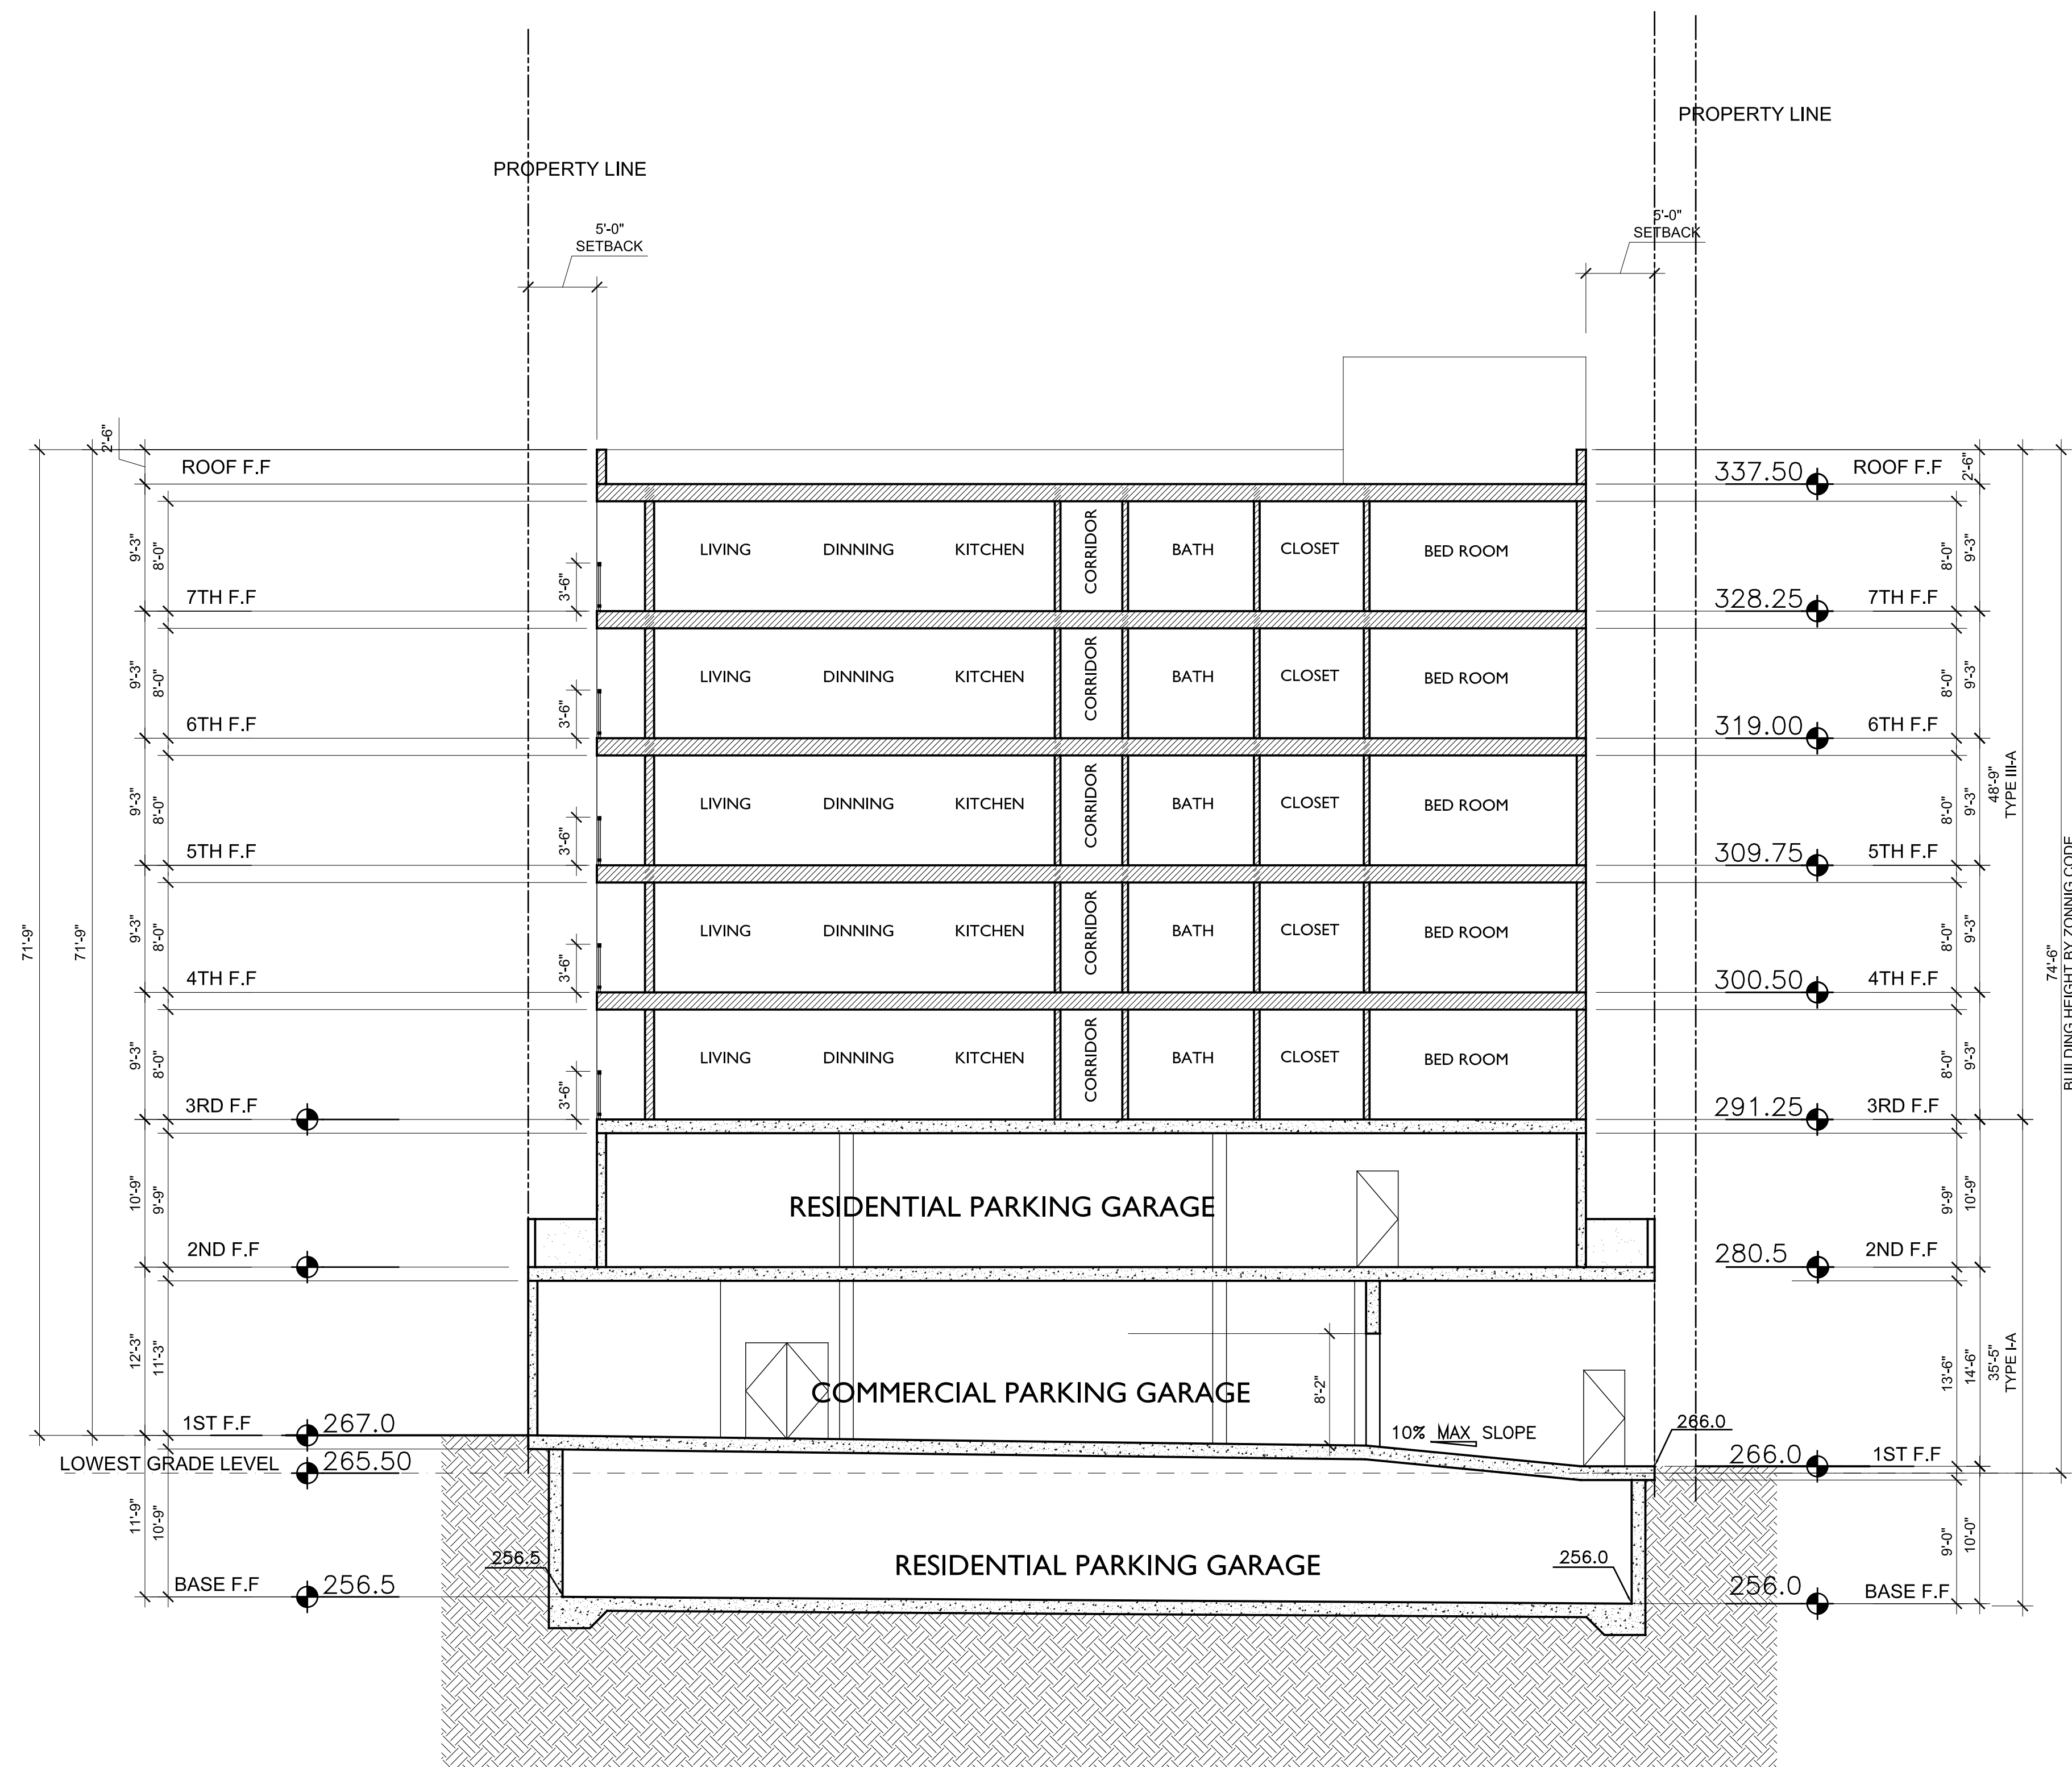 PROPERTY LINE
PROPERTY LINE
5'-0"
SETBACK
5'-0"
SETBACK
2'-6"
ROOF F.F
337.50
ROOF F.F
2'-6"
9'-3"
8'-0"
LIVING
DINNING
KITCHEN
CORRIDOR
BATH
CLOSET
BED ROOM
8'-0"
9'-3"
3'-6"
7TH F.F
328.25
7TH F.F
9'-3"
8'-0"
LIVING
DINNING
KITCHEN
CORRIDOR
BATH
CLOSET
BED ROOM
8'-0"
9'-3"
3'-6"
6TH F.F
319.00
6TH F.F
9'-3"
8'-0"
LIVING
DINNING
KITCHEN
CORRIDOR
BATH
CLOSET
BED ROOM
8'-0"
9'-3"
48'-9"
TYPE III-A
3'-6"
5TH F.F
309.75
5TH F.F
71'-9"
71'-9"
9'-3"
8'-0"
LIVING
DINNING
KITCHEN
CORRIDOR
BATH
CLOSET
BED ROOM
8'-0"
9'-3"
74'-6"
BUILDING HEIGHT BY ZONNIG CODE
3'-6"
4TH F.F
300.50
4TH F.F
9'-3"
8'-0"
LIVING
DINNING
KITCHEN
CORRIDOR
BATH
CLOSET
BED ROOM
8'-0"
9'-3"
3'-6"
3RD F.F
291.25
3RD F.F
10'-9"
9'-9"
RESIDENTIAL PARKING GARAGE
9'-9"
10'-9"
2ND F.F
280.5
2ND F.F
12'-3"
11'-3"
COMMERCIAL PARKING GARAGE
8'-2"
13'-6"
14'-6"
35'-5"
TYPE I-A
1ST F.F
267.0
10% MAX SLOPE
266.0
LOWEST GRADE LEVEL
265.50
266.0
1ST F.F
11'-9"
10'-9"
256.5
RESIDENTIAL PARKING GARAGE
256.0
9'-0"
10'-0"
BASE F.F
256.5
256.0
BASE F.F